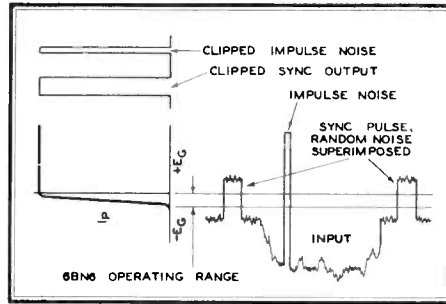 CLIPPED IMPULSE NOISE
CLIPPED SYNC OUTPUT
IMPULSE NOISE
SYNC PULSE,
RANDOM NOISE
SUPERIMPOSED
+EG
-EG
Ip
INPUT
6BN6 OPERATING RANGE